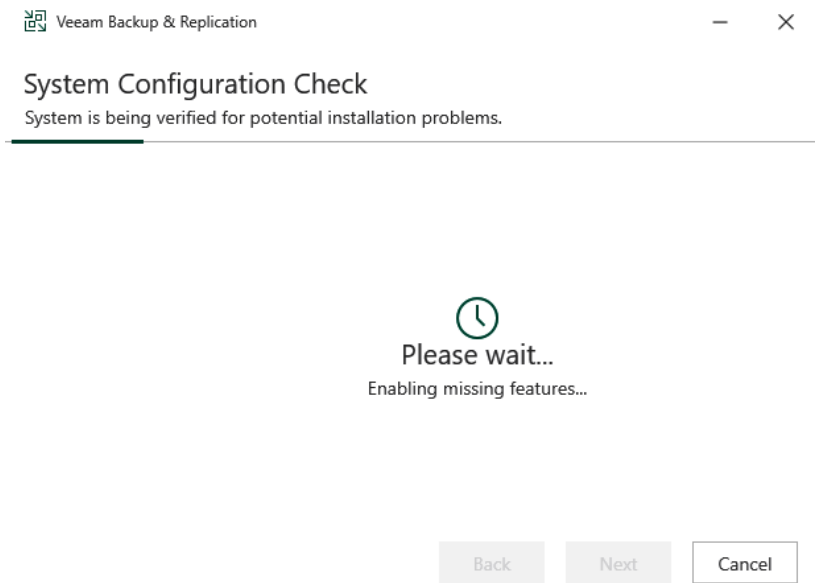 Veeam Backup & Replication
System Configuration Check
System is being verified for potential installation problems.
Please wait...
Enabling missing features...
Back Next Cancel